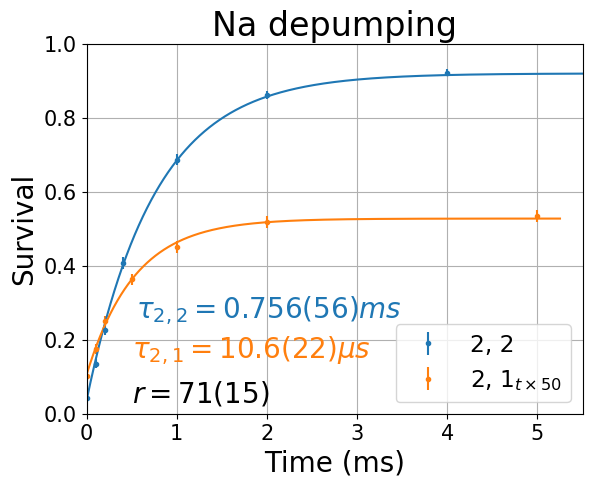 Na depumping
Survival
1.0
0.8
0.6
0.4
0.2
0.0
τ2,2 = 0.756(56)ms
τ2,1 = 10.6(22)μs
r = 71(15)
2, 2
2, 1t×50
0 1 2 3 4 5
Time (ms)